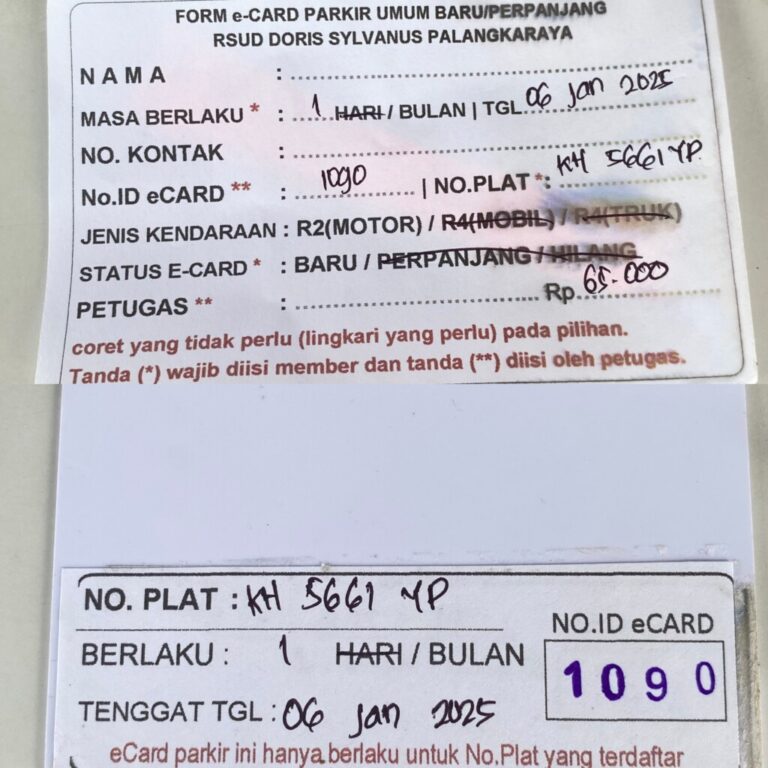 FORM e-CARD PARKIR UMUM BARU/PERPANJANG
RSUD DORIS SYLVANUS PALANGKARAYA
NAMA : ........................
MASA BERLAKU * : ...1... HARI / BULAN | TGL. 06 Jan 2025
NO. KONTAK : ........................
No.ID eCARD ** : 1090 | NO.PLAT *: KH 5661 YP
JENIS KENDARAAN : R2(MOTOR) / R4(MOBIL) / R4(TRUK)
STATUS E-CARD * : BARU / PERPANJANG / HILANG
PETUGAS ** : ........................ Rp. 65.000
coret yang tidak perlu (lingkari yang perlu) pada pilihan.
Tanda (*) wajib diisi member dan tanda (**) diisi oleh petugas.
NO. PLAT : KH 5661 YP
NO.ID eCARD
BERLAKU : 1 HARI / BULAN
1090
TENGGAT TGL : 06 Jan 2025
eCard parkir ini hanya berlaku untuk No.Plat yang terdaftar